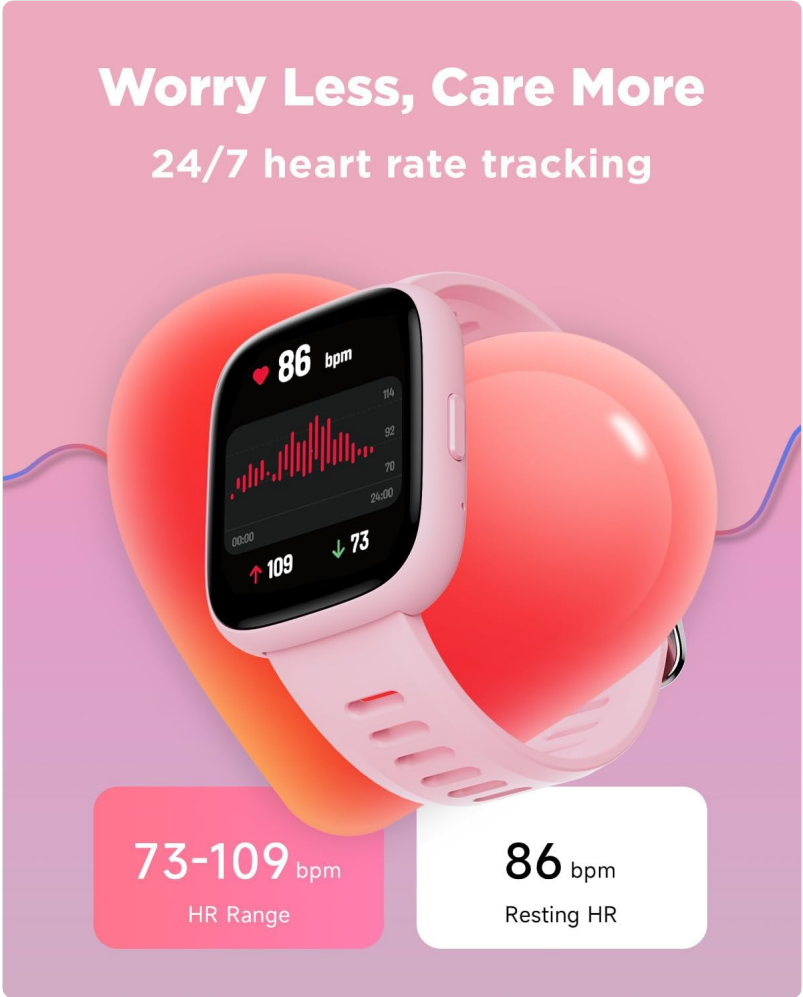 Worry Less, Care More
24/7 heart rate tracking
86 bpm
114
92
70
24:00
00:00
109
73
73-109 bpm
HR Range
86 bpm
Resting HR